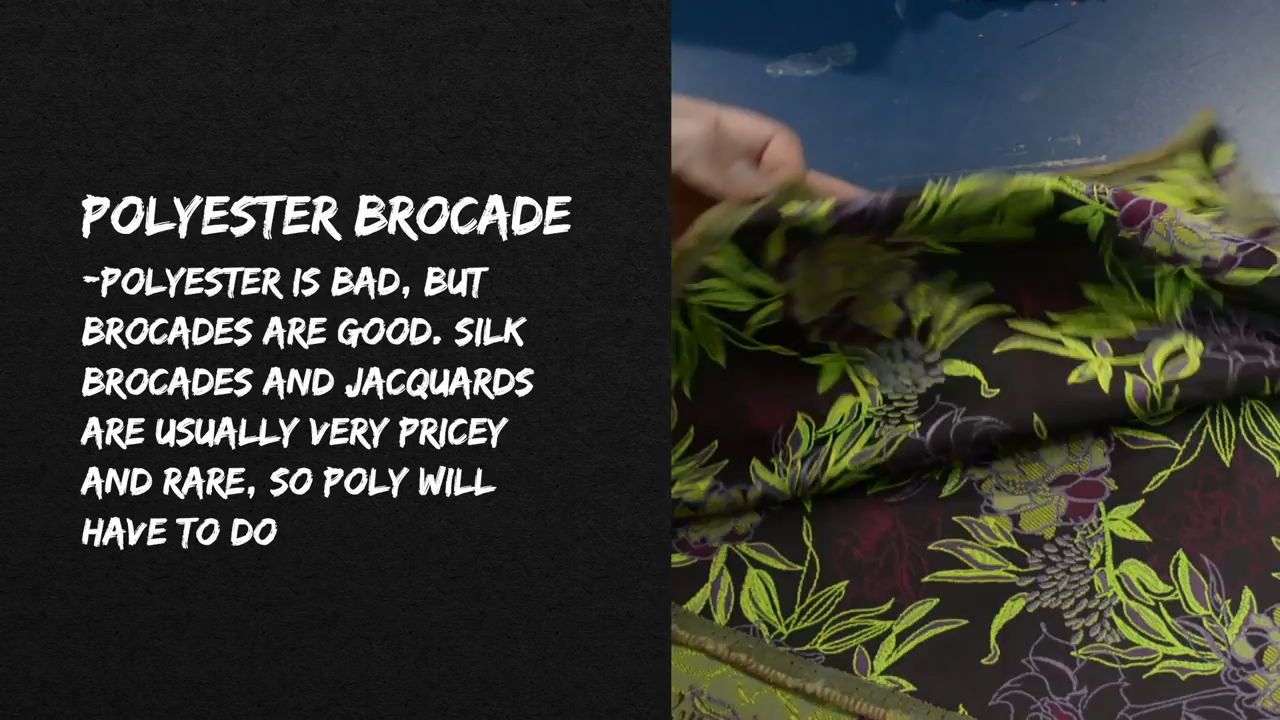 POLYESTER BROCADE
-POLYESTER IS BAD, BUT
BROCADES ARE GOOD. SILK
BROCADES AND JACQUARDS
ARE USUALLY VERY PRICEY
AND RARE, SO POLY WILL
HAVE TO DO